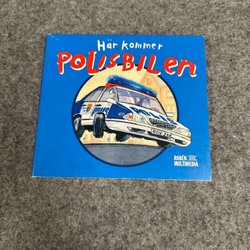 Här kommer
POLISBILEN
RABÉN
MULTIMEDIA